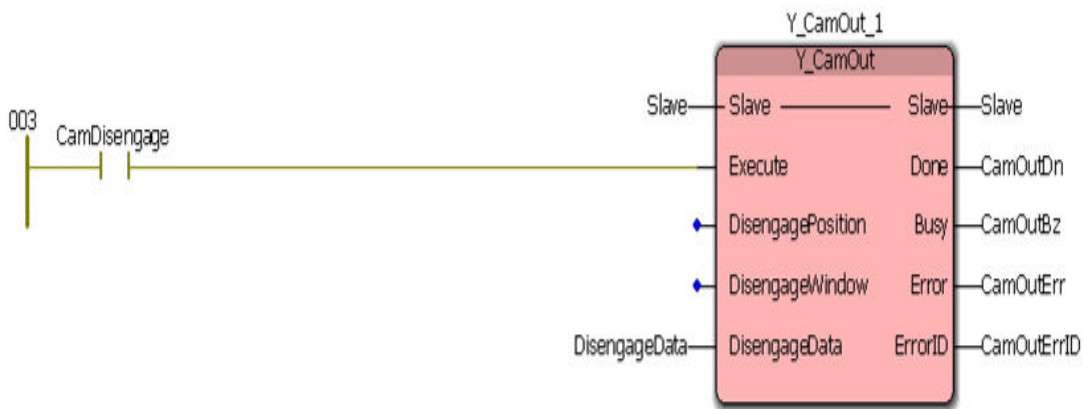 Y_CamOut_1
Y_CamOut
Slave Slave Slave Slave
003
CamDisengage
Execute Done CamOutDn
DisengagePosition Busy CamOutBz
DisengageWindow Error CamOutErr
DisengageData DisengageData ErrorID CamOutErrID